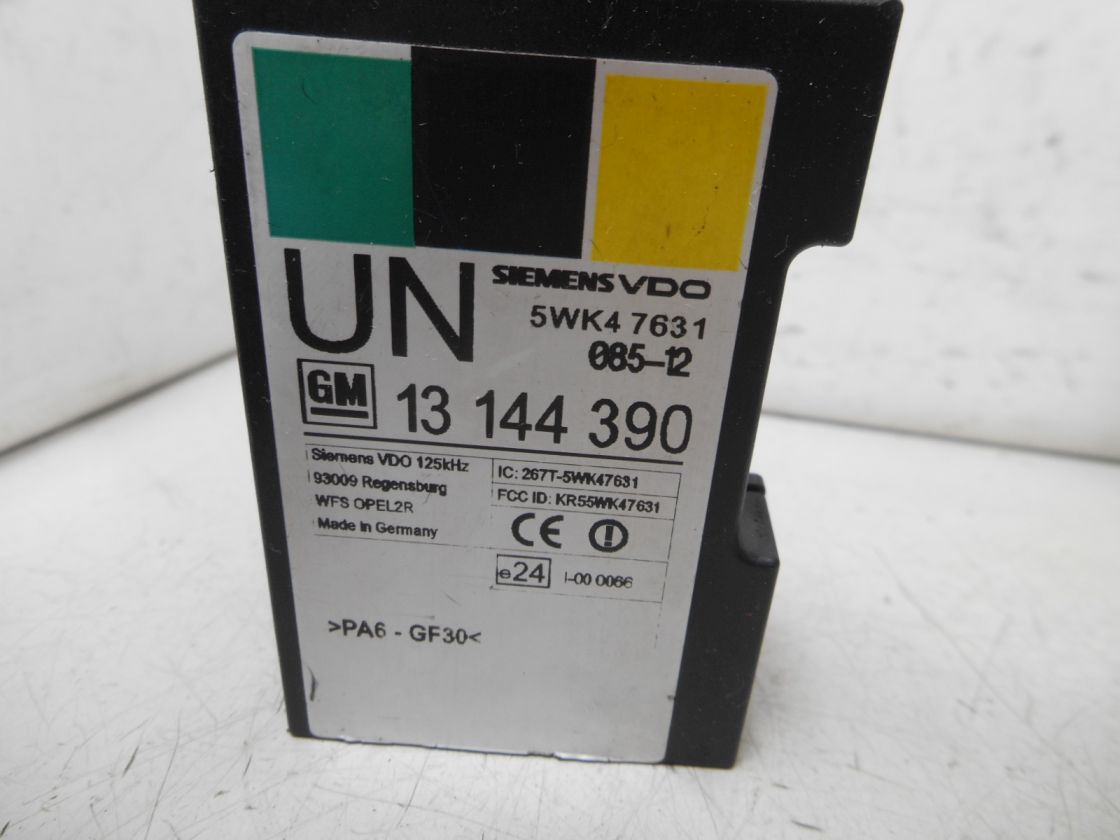 UN
SIEMENS VDO
5WK4 7631
085-12
GM 13 144 390
Siemens VDO 125kHz
93009 Regensburg
WFS OPEL2R
Made in Germany
IC: 267T-5WK47631
FCC ID: KR55WK47631
CE
e24 I-00 0066
>PA6 - GF30<